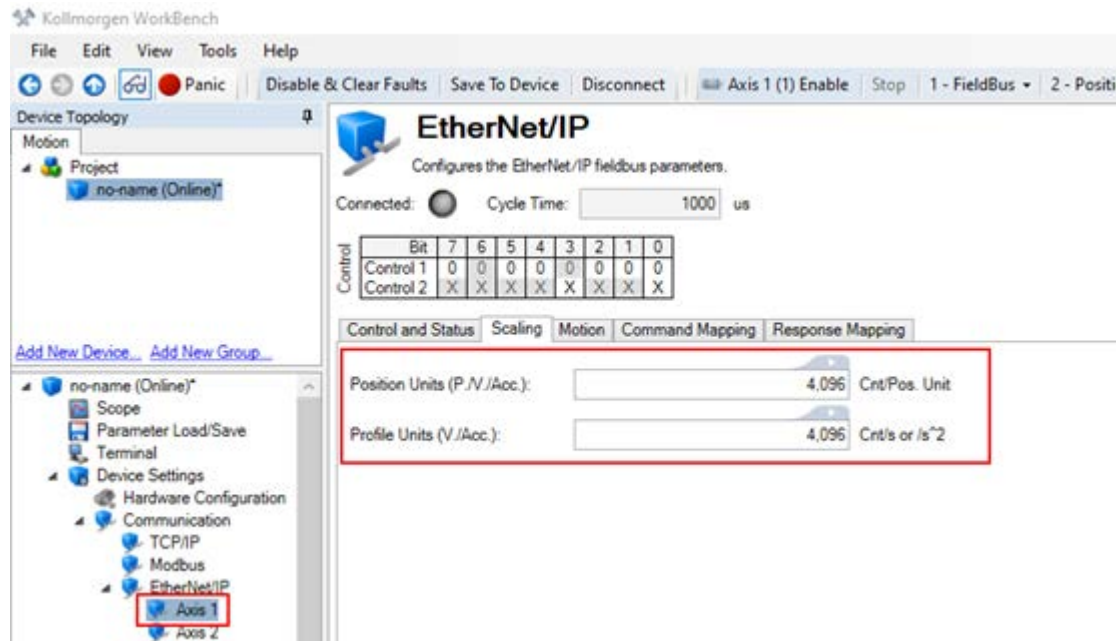 Kollmorgen WorkBench
File Edit View Tools Help
Panic Disable & Clear Faults Save To Device Disconnect Axis 1 (1) Enable Stop 1 - FieldBus 2 - Positi
Device Topology
Motion
Project
no-name (Online)*
Add New Device... Add New Group...
no-name (Online)*
Scope
Parameter Load/Save
Terminal
Device Settings
Hardware Configuration
Communication
TCP/IP
Modbus
EtherNet/IP
Axis 1
Axis 2
EtherNet/IP
Configures the EtherNet/IP fieldbus parameters.
Connected: Cycle Time: 1000 us
Control
Bit 7 6 5 4 3 2 1 0
Control 1 0 0 0 0 0 0 0 0
Control 2 X X X X X X X X
Control and Status Scaling Motion Command Mapping Response Mapping
Position Units (P./V./Acc.): 4,096 Cnt/Pos. Unit
Profile Units (V./Acc.): 4,096 Cnt/s or /s^2